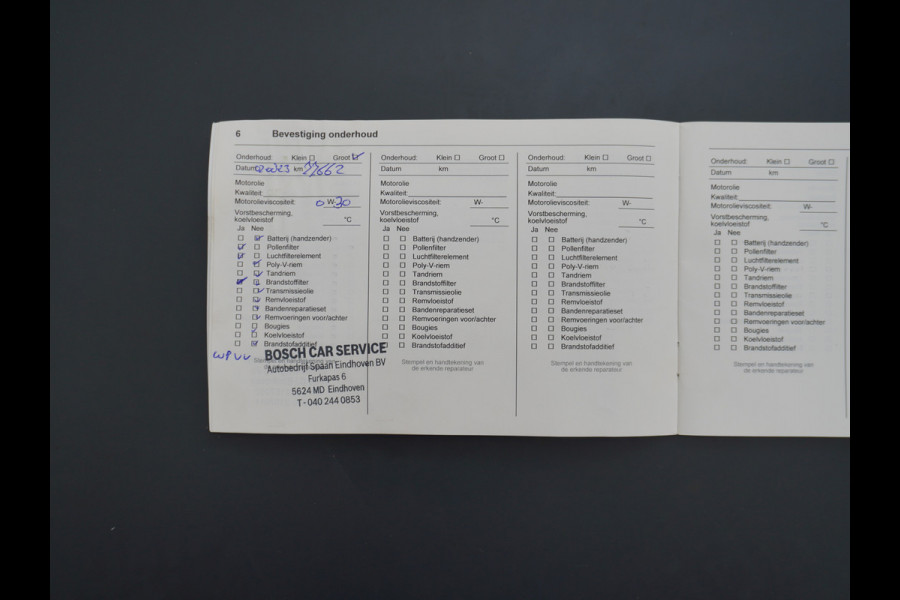 6 Bevestiging onderhoud
Onderhoud: Klein Groot
Datum km
Motorolie
Kwaliteit:
Motorolieviscositeit: 0 W-30
Vorstbescherming,
koelvloeistof °C
Ja Nee
Batterij (handzender)
Pollenfilter
Luchtfilterelement
Poly-V-riem
Tandriem
Brandstoffilter
Transmissieolie
Remvloeistof
Bandenreparatieset
Remvoeringen voor/achter
Bougies
Koelvloeistof
Brandstofadditief
BOSCH CAR SERVICE
Autobedrijf Spaan Eindhoven BV
Furkapas 6
5624 MD Eindhoven
T - 040 244 0853
Onderhoud: Klein Groot
Datum km
Motorolie
Kwaliteit:
Motorolieviscositeit: W-
Vorstbescherming,
koelvloeistof °C
Ja Nee
Batterij (handzender)
Pollenfilter
Luchtfilterelement
Poly-V-riem
Tandriem
Brandstoffilter
Transmissieolie
Remvloeistof
Bandenreparatieset
Remvoeringen voor/achter
Bougies
Koelvloeistof
Brandstofadditief
Stempel en handtekening van
de erkende reparateur
Onderhoud: Klein Groot
Datum km
Motorolie
Kwaliteit:
Motorolieviscositeit: W-
Vorstbescherming,
koelvloeistof °C
Ja Nee
Batterij (handzender)
Pollenfilter
Luchtfilterelement
Poly-V-riem
Tandriem
Brandstoffilter
Transmissieolie
Remvloeistof
Bandenreparatieset
Remvoeringen voor/achter
Bougies
Koelvloeistof
Brandstofadditief
Stempel en handtekening van
de erkende reparateur
Onderhoud: Klein Groot
Datum km
Motorolie
Kwaliteit:
Motorolieviscositeit: W-
Vorstbescherming,
koelvloeistof °C
Ja Nee
Batterij (handzender)
Pollenfilter
Luchtfilterelement
Poly-V-riem
Tandriem
Brandstoffilter
Transmissieolie
Remvloeistof
Bandenreparatieset
Remvoeringen voor/achter
Bougies
Koelvloeistof
Brandstofadditief
Stempel en handtekening van
de erkende reparateur